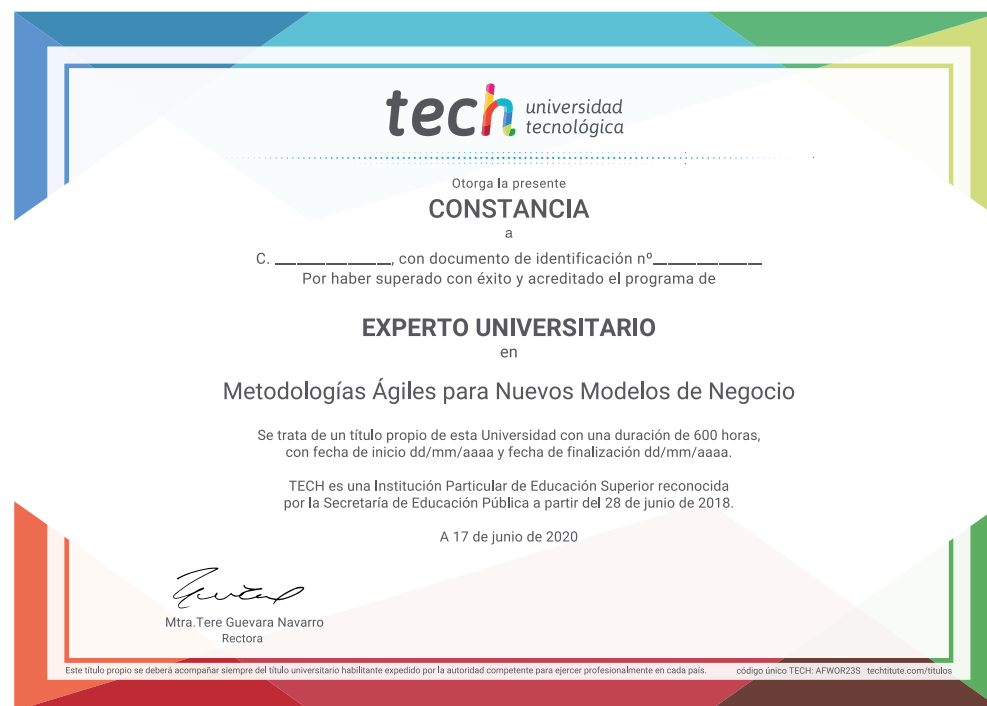 tech universidad
tecnológica
Otorga la presente
CONSTANCIA
a
C. ______________, con documento de identificación nº_____________
Por haber superado con éxito y acreditado el programa de
EXPERTO UNIVERSITARIO
en
Metodologías Ágiles para Nuevos Modelos de Negocio
Se trata de un título propio de esta Universidad con una duración de 600 horas,
con fecha de inicio dd/mm/aaaa y fecha de finalización dd/mm/aaaa.
TECH es una Institución Particular de Educación Superior reconocida
por la Secretaría de Educación Pública a partir del 28 de junio de 2018.
A 17 de junio de 2020
Mtra.Tere Guevara Navarro
Rectora
Este título propio se deberá acompañar siempre del título universitario habilitante expedido por la autoridad competente para ejercer profesionalmente en cada país. código único TECH: AFWOR23S techtitute.com/titulos